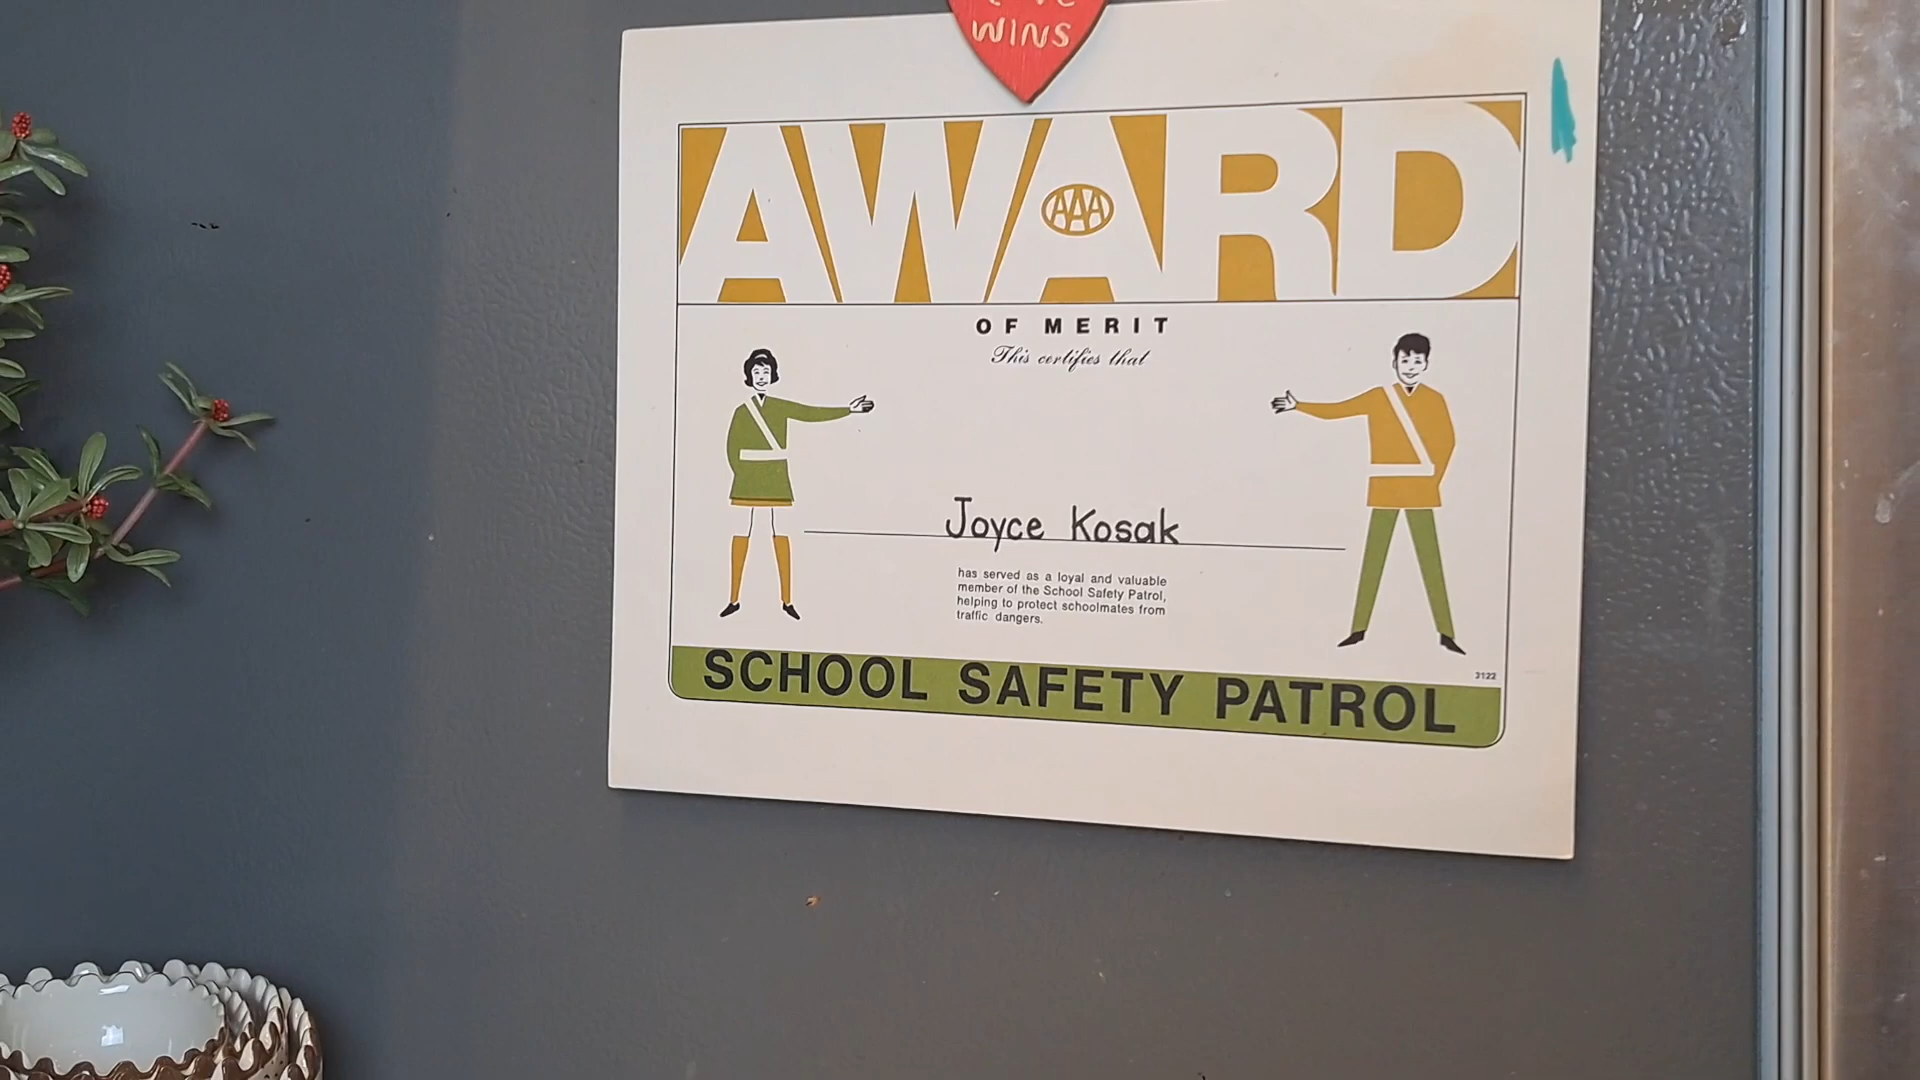 WINS
AWARD
AAA
OF MERIT
This certifies that
Joyce Kosak
has served as a loyal and valuable
member of the School Safety Patrol,
helping to protect schoolmates from
traffic dangers.
3122
SCHOOL SAFETY PATROL